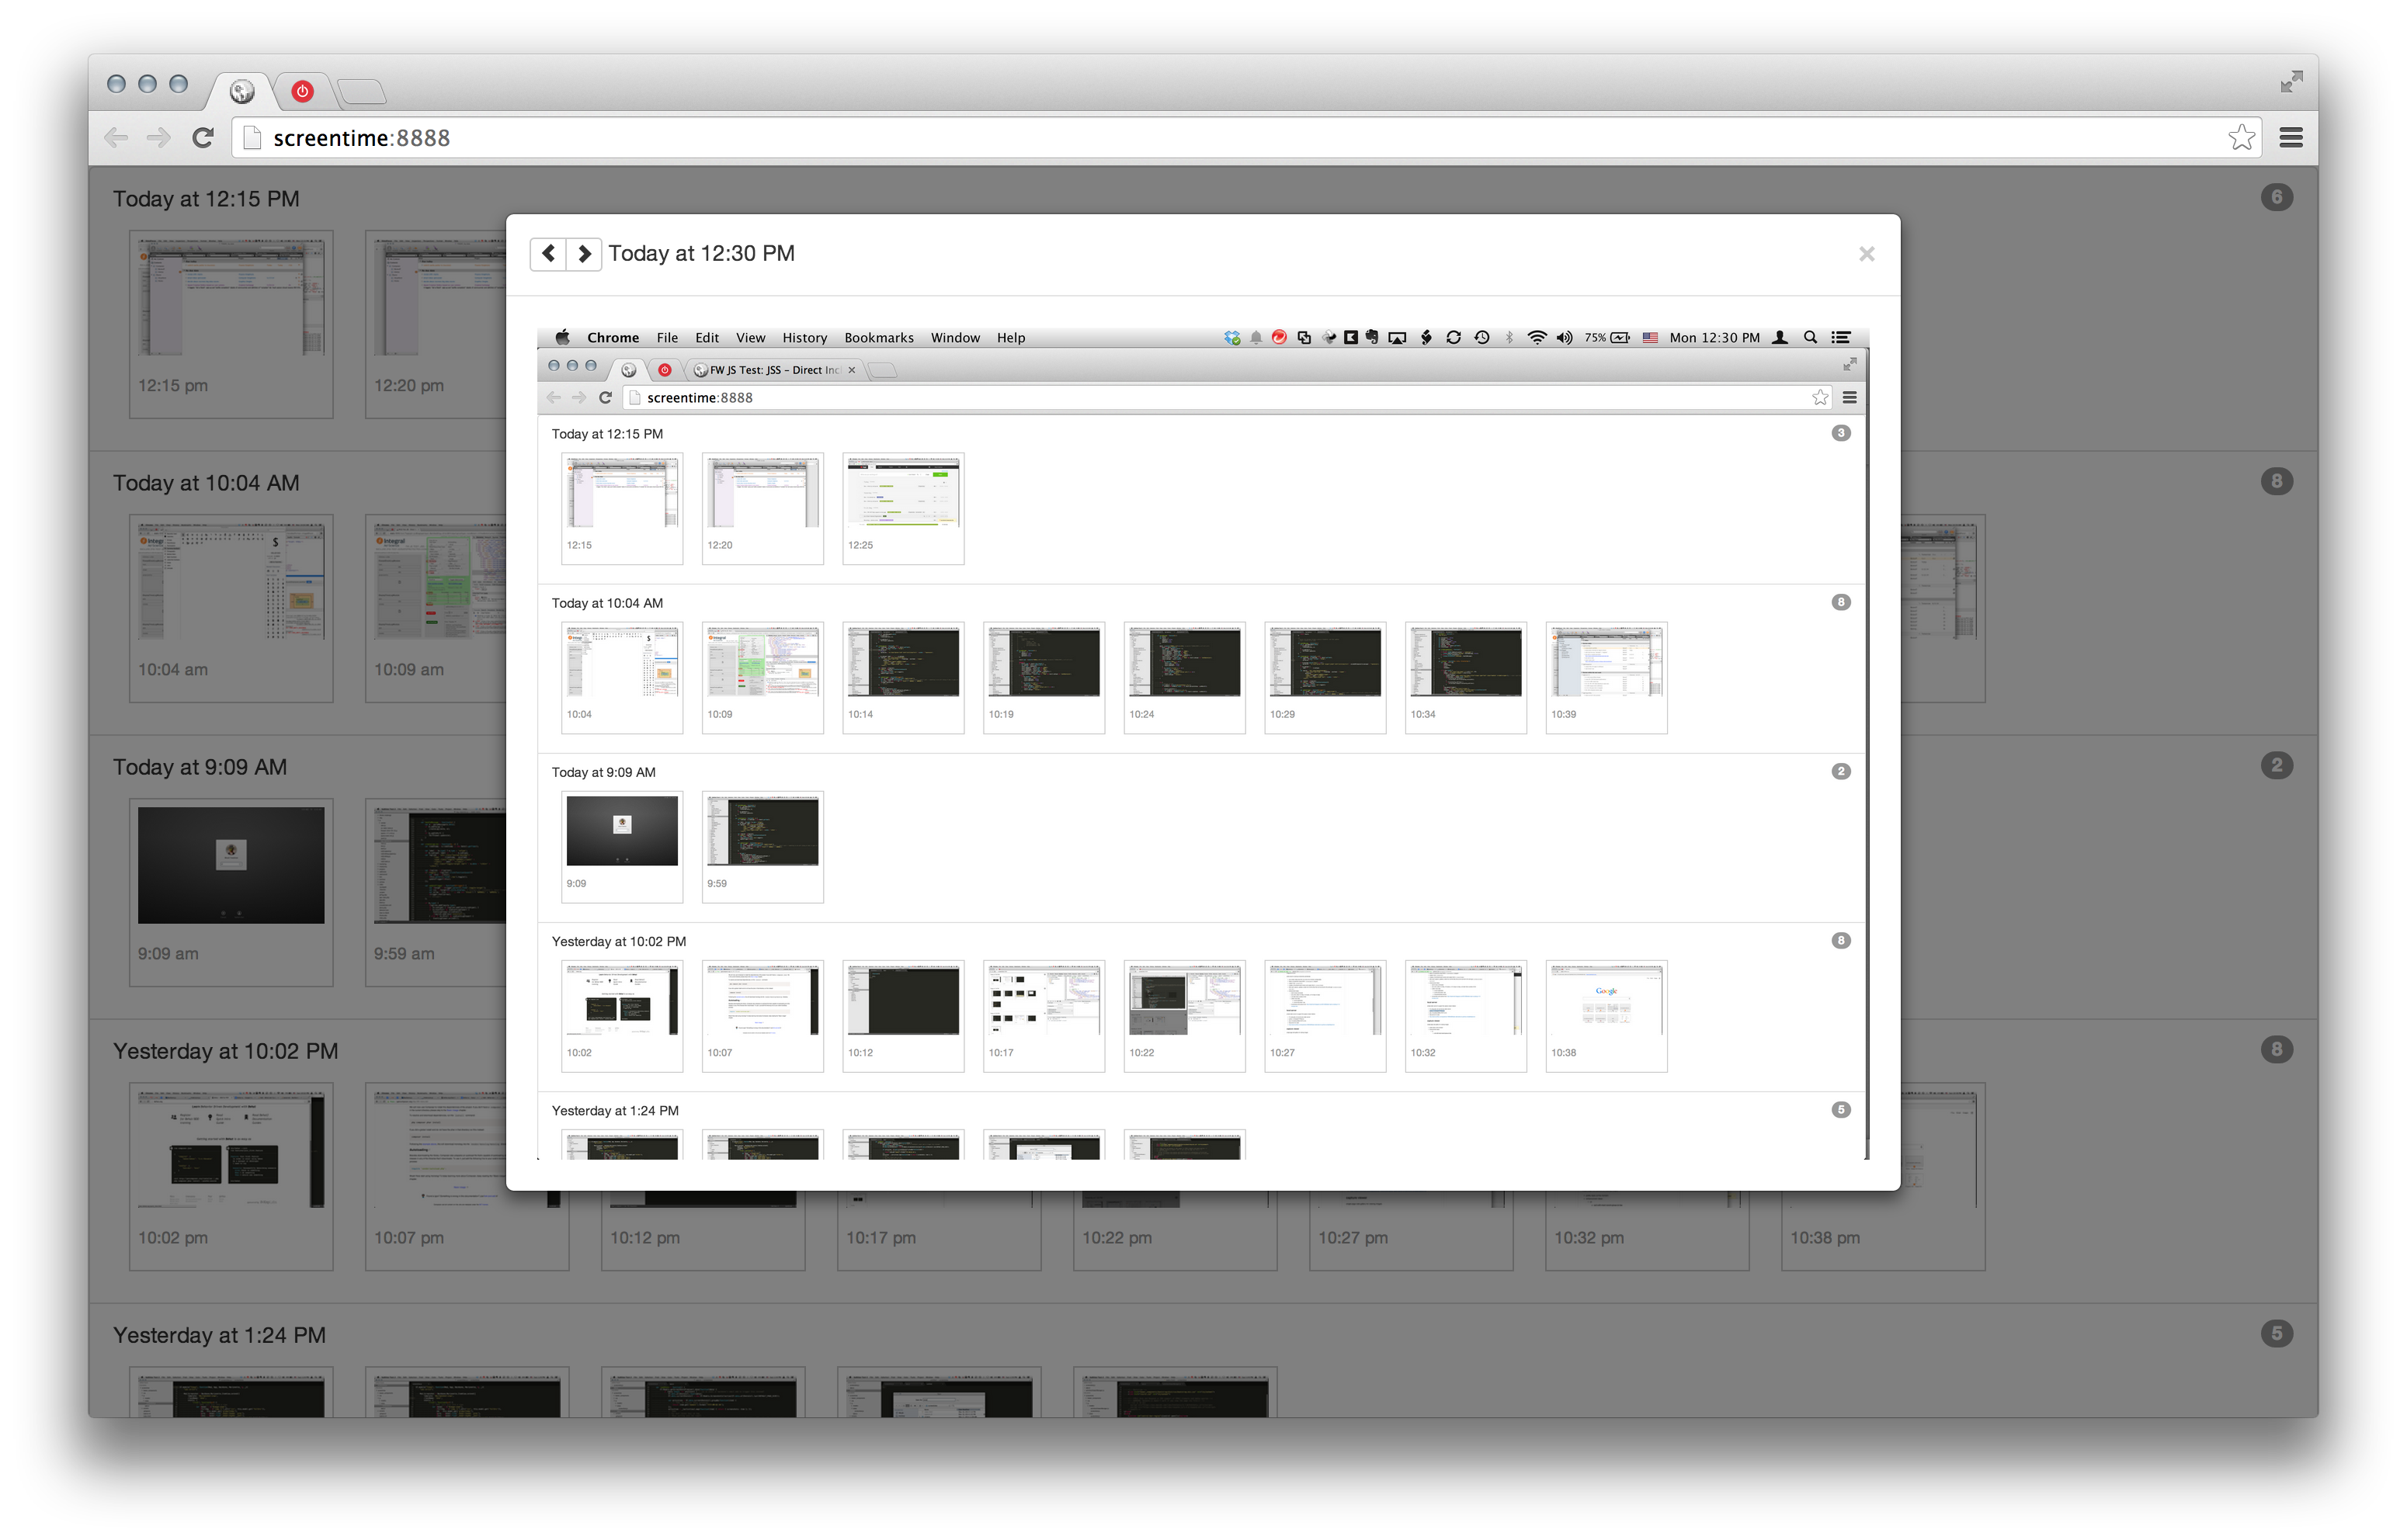 screentime:8888
Today at 12:15 PM
6
12:15 pm
12:20 pm
Today at 10:04 AM
8
Integral
$
10:04 am
10:09 am
Today at 9:09 AM
2
9:09 am
9:59 am
Yesterday at 10:02 PM
8
10:02 pm
10:07 pm
10:12 pm
10:17 pm
10:22 pm
10:27 pm
10:32 pm
10:38 pm
Yesterday at 1:24 PM
5
Today at 12:30 PM
×
Chrome File Edit View History Bookmarks Window Help
75% Mon 12:30 PM
FW JS Test: JSS – Direct Inc
screentime:8888
Today at 12:15 PM
3
12:15
12:20
12:25
Today at 10:04 AM
8
Integral
$
10:04
10:09
10:14
10:19
10:24
10:29
10:34
10:39
Today at 9:09 AM
2
9:09
9:59
Yesterday at 10:02 PM
8
Google
10:02
10:07
10:12
10:17
10:22
10:27
10:32
10:38
Yesterday at 1:24 PM
5